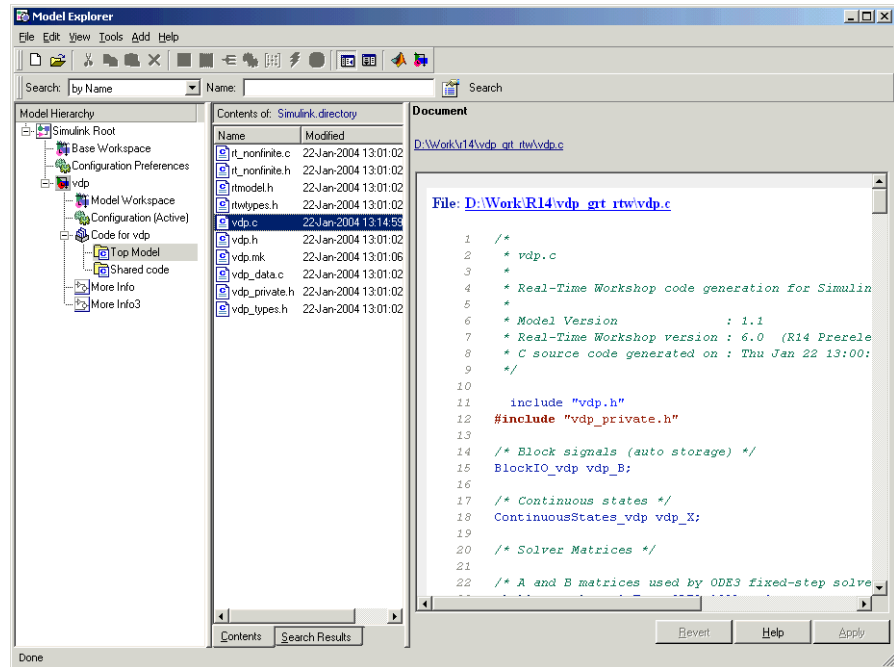 Model Explorer
File Edit View Tools Add Help
Search: by Name Name: Search
Model Hierarchy
Simulink Root
Base Workspace
Configuration Preferences
vdp
Model Workspace
Configuration (Active)
Code for vdp
Top Model
Shared code
More Info
More Info3
Contents of: Simulink.directory
Name Modified
rt_nonfinite.c 22-Jan-2004 13:01:02
rt_nonfinite.h 22-Jan-2004 13:01:02
rtmodel.h 22-Jan-2004 13:01:02
rtwtypes.h 22-Jan-2004 13:01:02
vdp.c 22-Jan-2004 13:14:59
vdp.h 22-Jan-2004 13:01:02
vdp.mk 22-Jan-2004 13:01:06
vdp_data.c 22-Jan-2004 13:01:02
vdp_private.h 22-Jan-2004 13:01:02
vdp_types.h 22-Jan-2004 13:01:02
Contents Search Results
Document
D:\Work\r14\vdp_grt_rtw\vdp.c
File: D:\Work\R14\vdp_grt_rtw\vdp.c
1 /*
2 * vdp.c
3 *
4 * Real-Time Workshop code generation for Simulin
5 *
6 * Model Version : 1.1
7 * Real-Time Workshop version : 6.0 (R14 Prerele
8 * C source code generated on : Thu Jan 22 13:00:
9 */
10
11 include "vdp.h"
12 #include "vdp_private.h"
13
14 /* Block signals (auto storage) */
15 BlockIO_vdp vdp_B;
16
17 /* Continuous states */
18 ContinuousStates_vdp vdp_X;
19
20 /* Solver Matrices */
21
22 /* A and B matrices used by ODE3 fixed-step solve
Revert Help Apply
Done